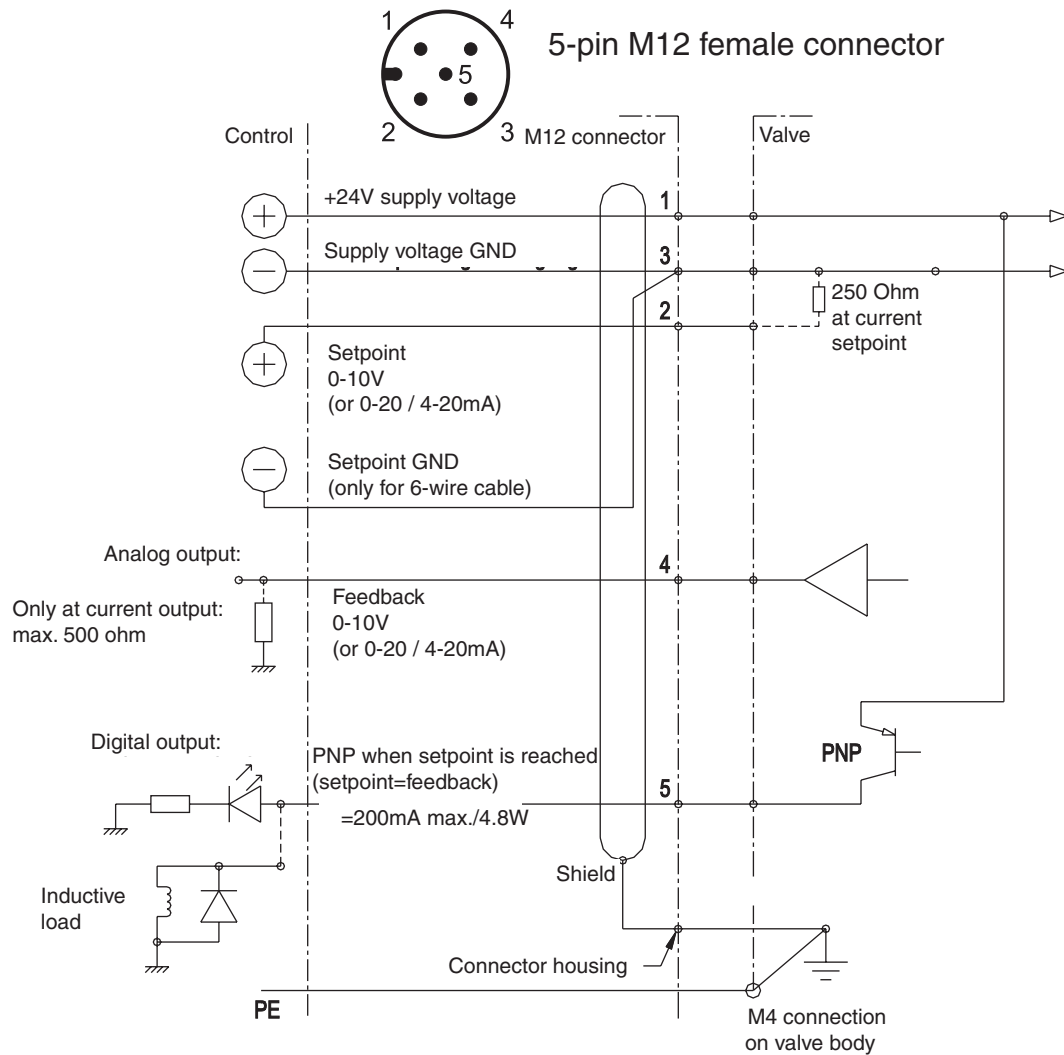 1
4
5-pin M12 female connector
5
2
3
Control
M12 connector
Valve
+24V supply voltage
1
Supply voltage GND
3
250 Ohm
at current
setpoint
2
Setpoint
0-10V
(or 0-20 / 4-20mA)
Setpoint GND
(only for 6-wire cable)
Analog output:
4
Only at current output:
max. 500 ohm
Feedback
0-10V
(or 0-20 / 4-20mA)
Digital output:
PNP when setpoint is reached
(setpoint=feedback)
PNP
5
=200mA max./4.8W
Shield
Inductive
load
Connector housing
PE
M4 connection
on valve body